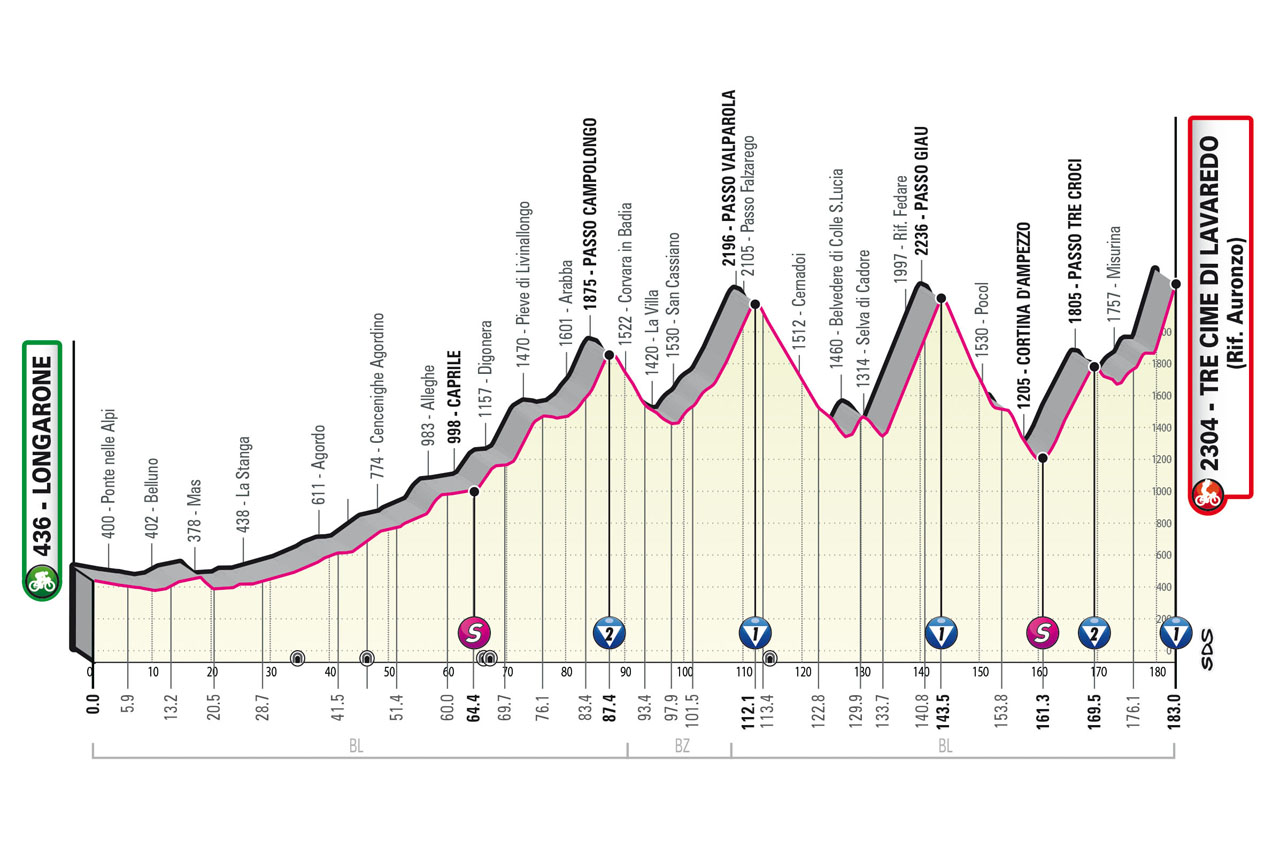 436 - LONGARONE
400 - Ponte nelle Alpi
402 - Belluno
378 - Mas
438 - La Stanga
611 - Agordo
774 - Cencenighe Agordino
983 - Alleghe
998 - CAPRILE
1157 - Digonera
1470 - Pieve di Livinallongo
1601 - Arabba
1875 - PASSO CAMPOLONGO
1522 - Corvara in Badia
1420 - La Villa
1530 - San Cassiano
2196 - PASSO VALPAROLA
2105 - Passo Falzarego
1512 - Cernadoi
1460 - Belvedere di Colle S.Lucia
1314 - Selva di Cadore
1997 - Rif. Fedare
2236 - PASSO GIAU
1530 - Pocol
1205 - CORTINA D'AMPEZZO
1805 - PASSO TRE CROCI
1757 - Misurina
2304 - TRE CIME DI LAVAREDO
(Rif. Auronzo)
1800
1600
1400
1200
1000
800
600
400
200
0
S 2 1 1 S 2 1
SDS
0 10 20 30 40 50 60 70 80 90 100 110 120 130 140 150 160 170 180
0.0 5.9 13.2 20.5 28.7 41.5 51.4 60.0 64.4 69.7 76.1 83.4 87.4 93.4 97.9 101.5 112.1 113.4 122.8 129.9 133.7 140.8 143.5 153.8 161.3 169.5 176.1 183.0
BL BZ BL